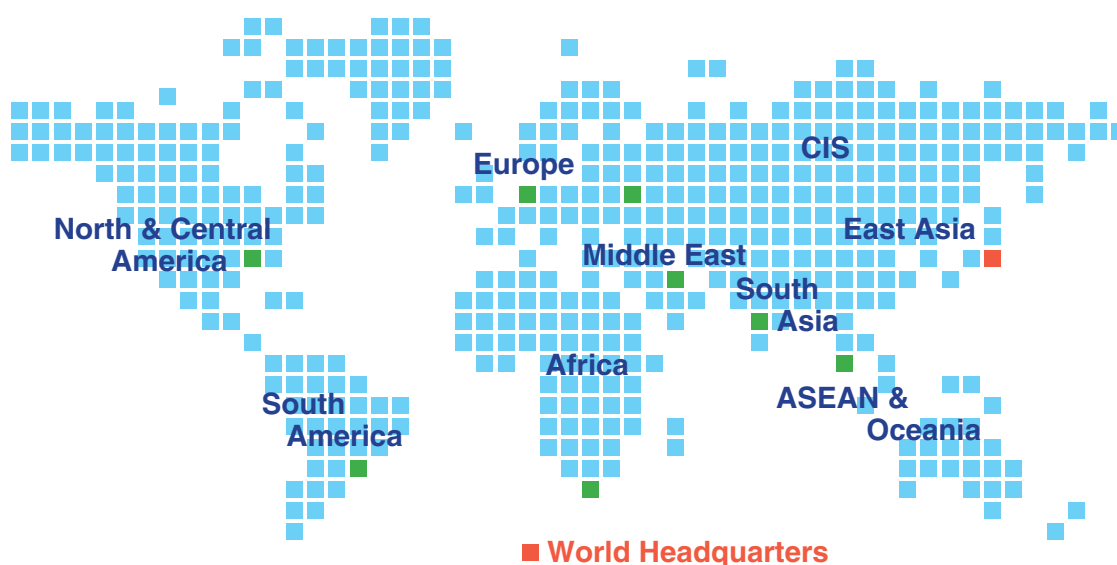 Europe
CIS
North & Central
America
East Asia
Middle East
South
Asia
Africa
South
America
ASEAN &
Oceania
World Headquarters